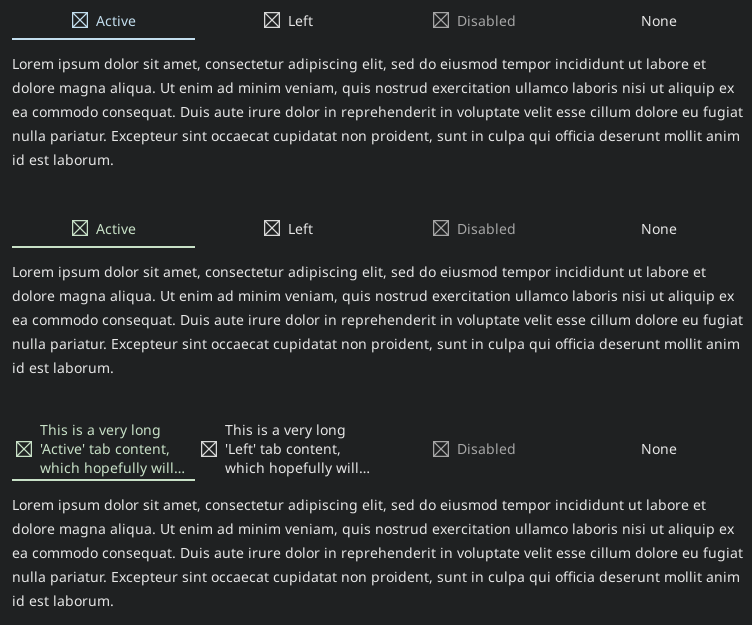 Active Left Disabled None
Lorem ipsum dolor sit amet, consectetur adipiscing elit, sed do eiusmod tempor incididunt ut labore et
dolore magna aliqua. Ut enim ad minim veniam, quis nostrud exercitation ullamco laboris nisi ut aliquip ex
ea commodo consequat. Duis aute irure dolor in reprehenderit in voluptate velit esse cillum dolore eu fugiat
nulla pariatur. Excepteur sint occaecat cupidatat non proident, sunt in culpa qui officia deserunt mollit anim
id est laborum.
Active Left Disabled None
Lorem ipsum dolor sit amet, consectetur adipiscing elit, sed do eiusmod tempor incididunt ut labore et
dolore magna aliqua. Ut enim ad minim veniam, quis nostrud exercitation ullamco laboris nisi ut aliquip ex
ea commodo consequat. Duis aute irure dolor in reprehenderit in voluptate velit esse cillum dolore eu fugiat
nulla pariatur. Excepteur sint occaecat cupidatat non proident, sunt in culpa qui officia deserunt mollit anim
id est laborum.
This is a very long
'Active' tab content,
which hopefully will...
This is a very long
'Left' tab content,
which hopefully will...
Disabled
None
Lorem ipsum dolor sit amet, consectetur adipiscing elit, sed do eiusmod tempor incididunt ut labore et
dolore magna aliqua. Ut enim ad minim veniam, quis nostrud exercitation ullamco laboris nisi ut aliquip ex
ea commodo consequat. Duis aute irure dolor in reprehenderit in voluptate velit esse cillum dolore eu fugiat
nulla pariatur. Excepteur sint occaecat cupidatat non proident, sunt in culpa qui officia deserunt mollit anim
id est laborum.